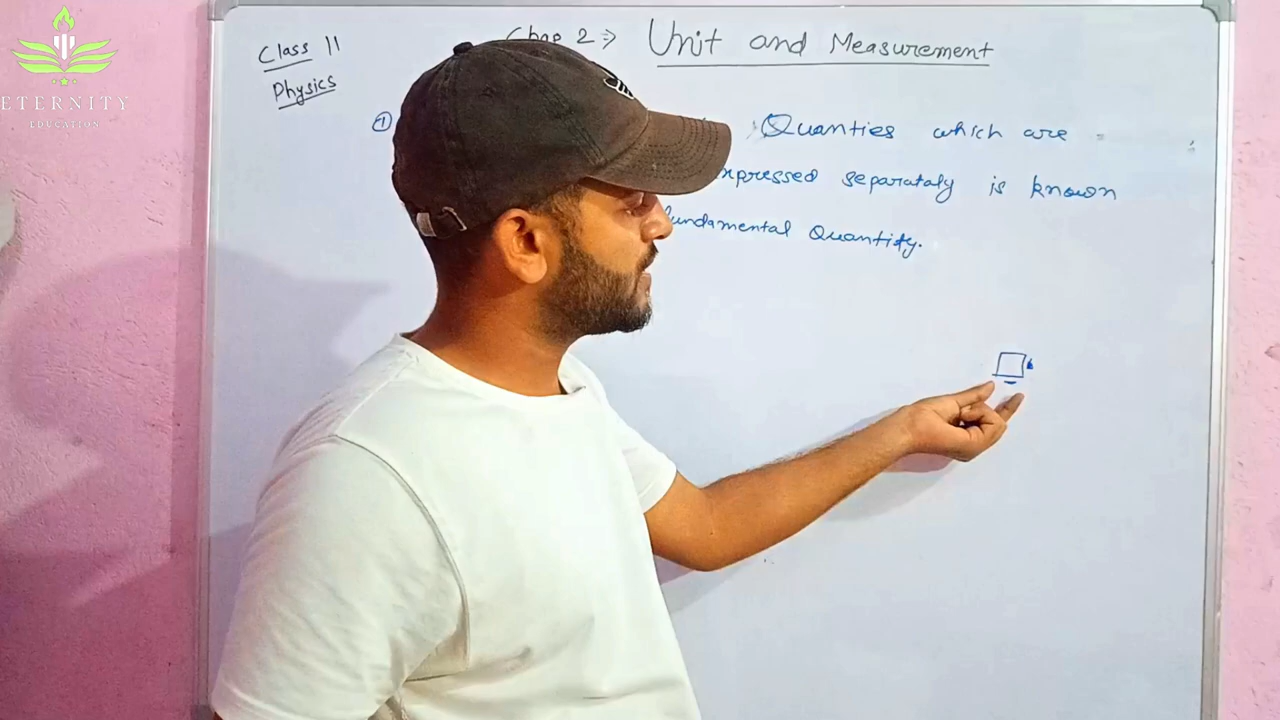 ETERNITY
EDUCATION
Class 11
Physics
Chap 2 ⇒ Unit and Measurement
① Quanties which are
xpressed separataly is known
fundamental Quantity.